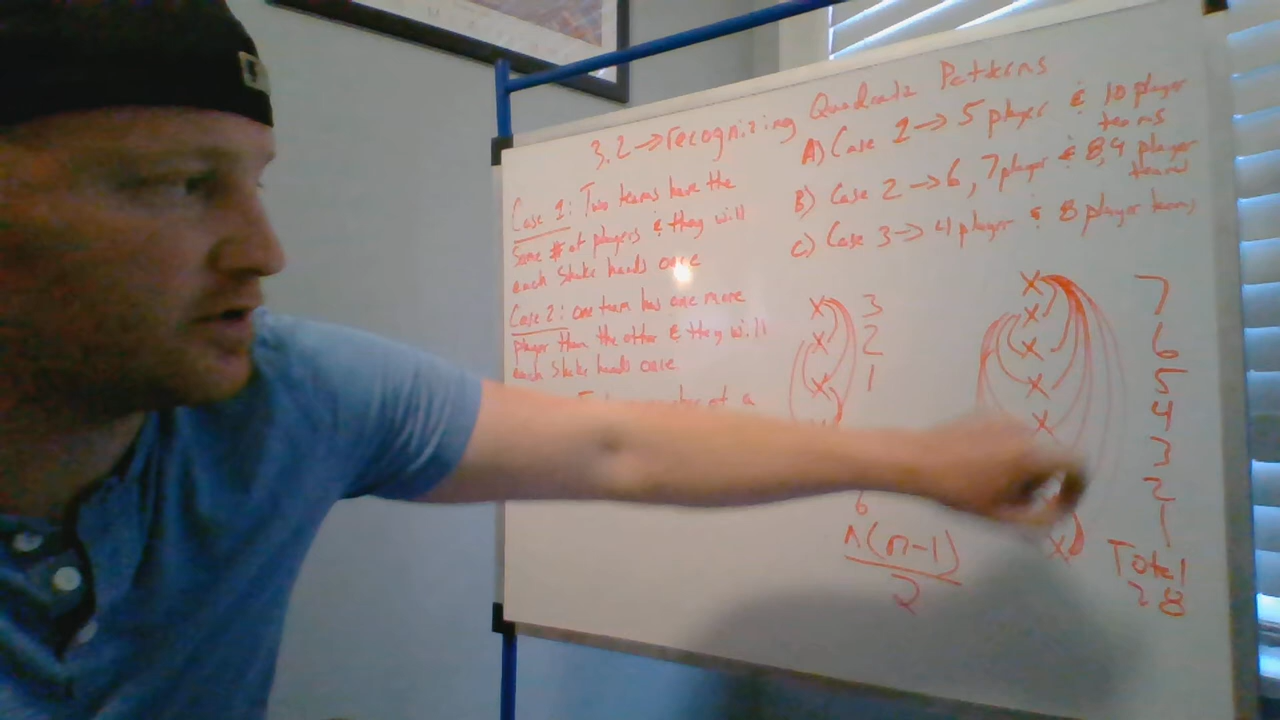 3.2→recognizing Quadratic Patterns
Case 1: Two teams have the
same # of players & they will
each shake hands once
Case 2: one team has one more
player than the other & they will
each shake hands once
of a
A) Case 1→ 5 player & 10 player
teams
B) Case 2→ 6, 7 player & 8,9 player
teams
C) Case 3→ 4 player & 8 player teams
X 3
X 2
X 1
6
n(n-1)
2
X 7
X 6
X 5
X 4
X 3
2
1
X
Total
28